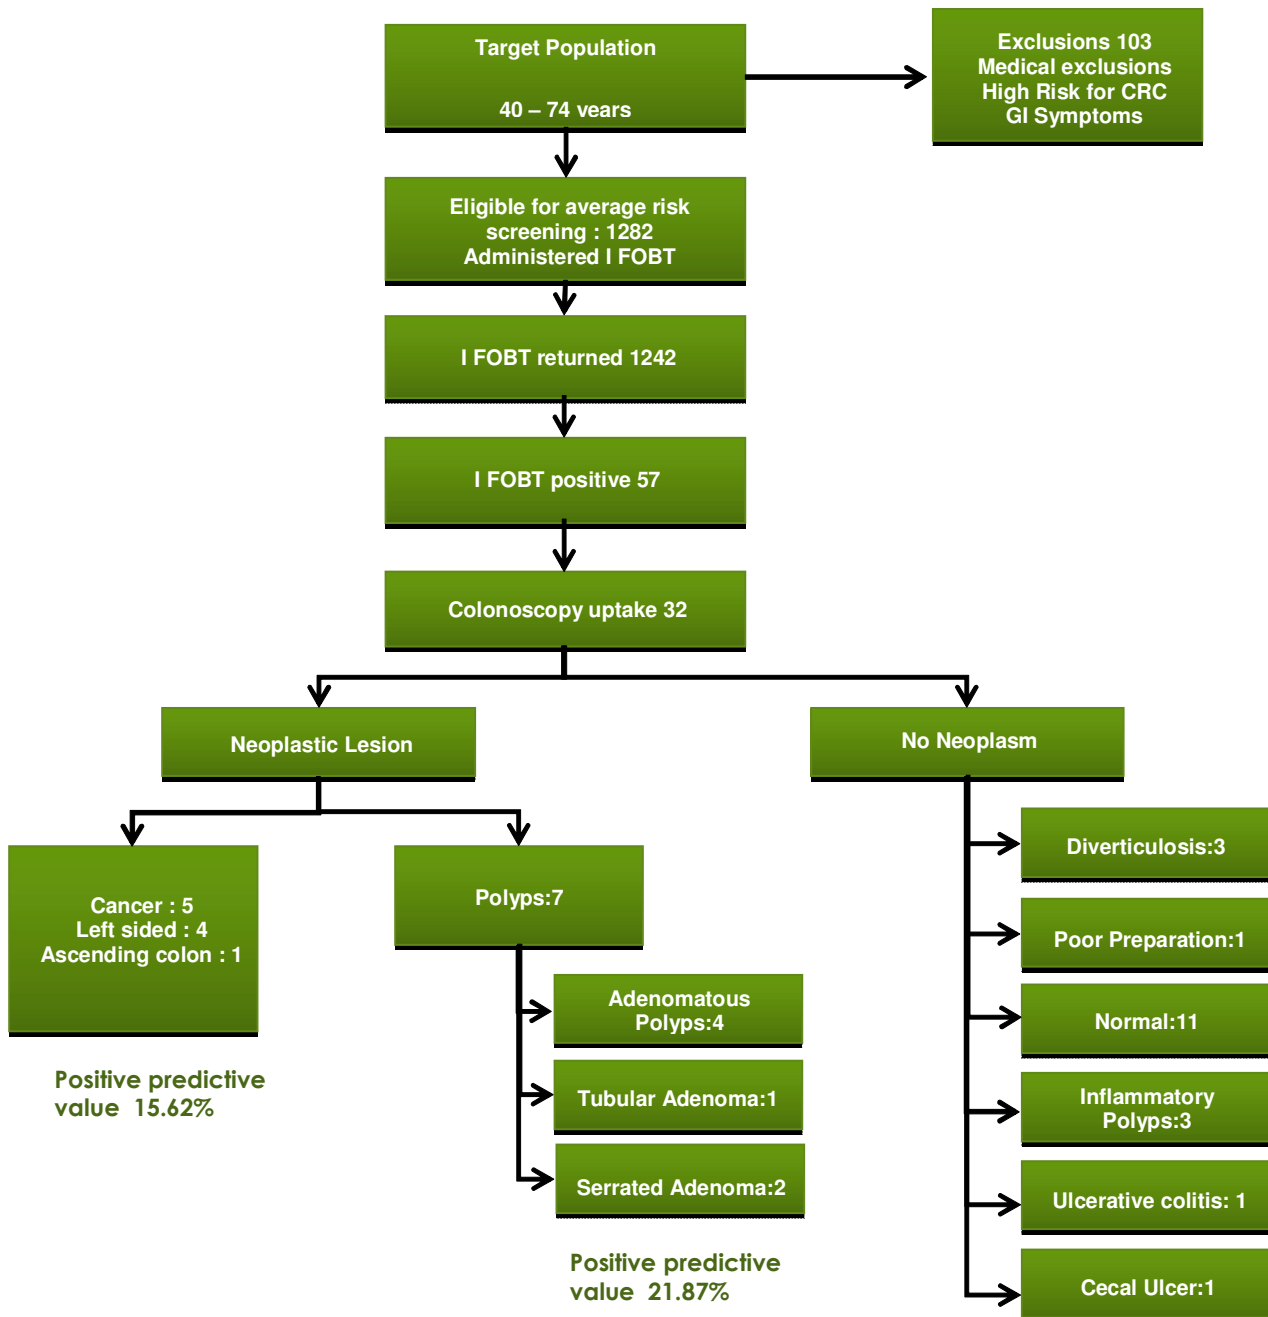 Target Population
40 – 74 vears
Exclusions 103
Medical exclusions
High Risk for CRC
GI Symptoms
Eligible for average risk
screening : 1282
Administered I FOBT
I FOBT returned 1242
I FOBT positive 57
Colonoscopy uptake 32
Neoplastic Lesion
No Neoplasm
Cancer : 5
Left sided : 4
Ascending colon : 1
Positive predictive
value 15.62%
Polyps:7
Adenomatous
Polyps:4
Tubular Adenoma:1
Serrated Adenoma:2
Positive predictive
value 21.87%
Diverticulosis:3
Poor Preparation:1
Normal:11
Inflammatory
Polyps:3
Ulcerative colitis: 1
Cecal Ulcer:1